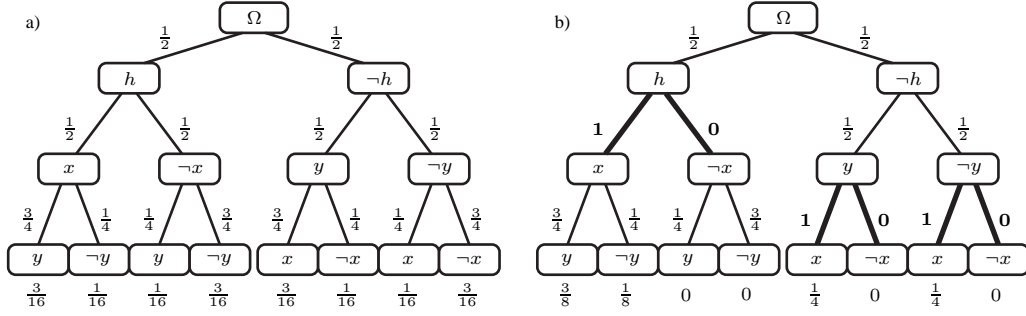 a) Ω b) Ω
1/2 1/2 1/2 1/2
h ¬h h ¬h
1/2 1/2 1/2 1/2 1 0 1/2 1/2
x ¬x y ¬y x ¬x y ¬y
3/4 1/4 1/4 3/4 3/4 1/4 1/4 3/4 3/4 1/4 1/4 3/4 1 0 1 0
y ¬y y ¬y x ¬x x ¬x y ¬y y ¬y x ¬x x ¬x
3/16 1/16 1/16 3/16 3/16 1/16 1/16 3/16 3/8 1/8 0 0 1/4 0 1/4 0